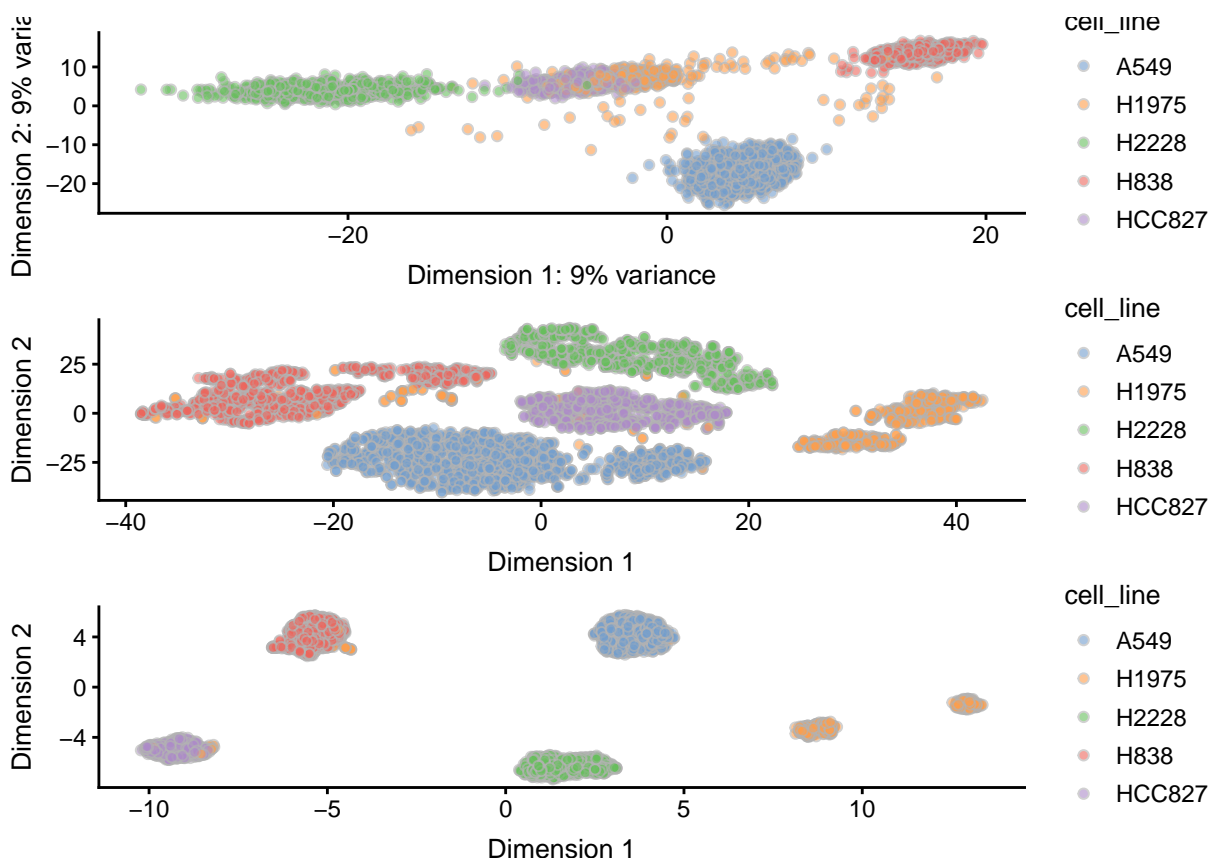 Dimension 2: 9% varia
10
0
−10
−20
−20
0
20
Dimension 1: 9% variance
cell_line
A549
H1975
H2228
H838
HCC827
Dimension 2
25
0
−25
−40
−20
0
20
40
Dimension 1
cell_line
A549
H1975
H2228
H838
HCC827
Dimension 2
4
0
−4
−10
−5
0
5
10
Dimension 1
cell_line
A549
H1975
H2228
H838
HCC827